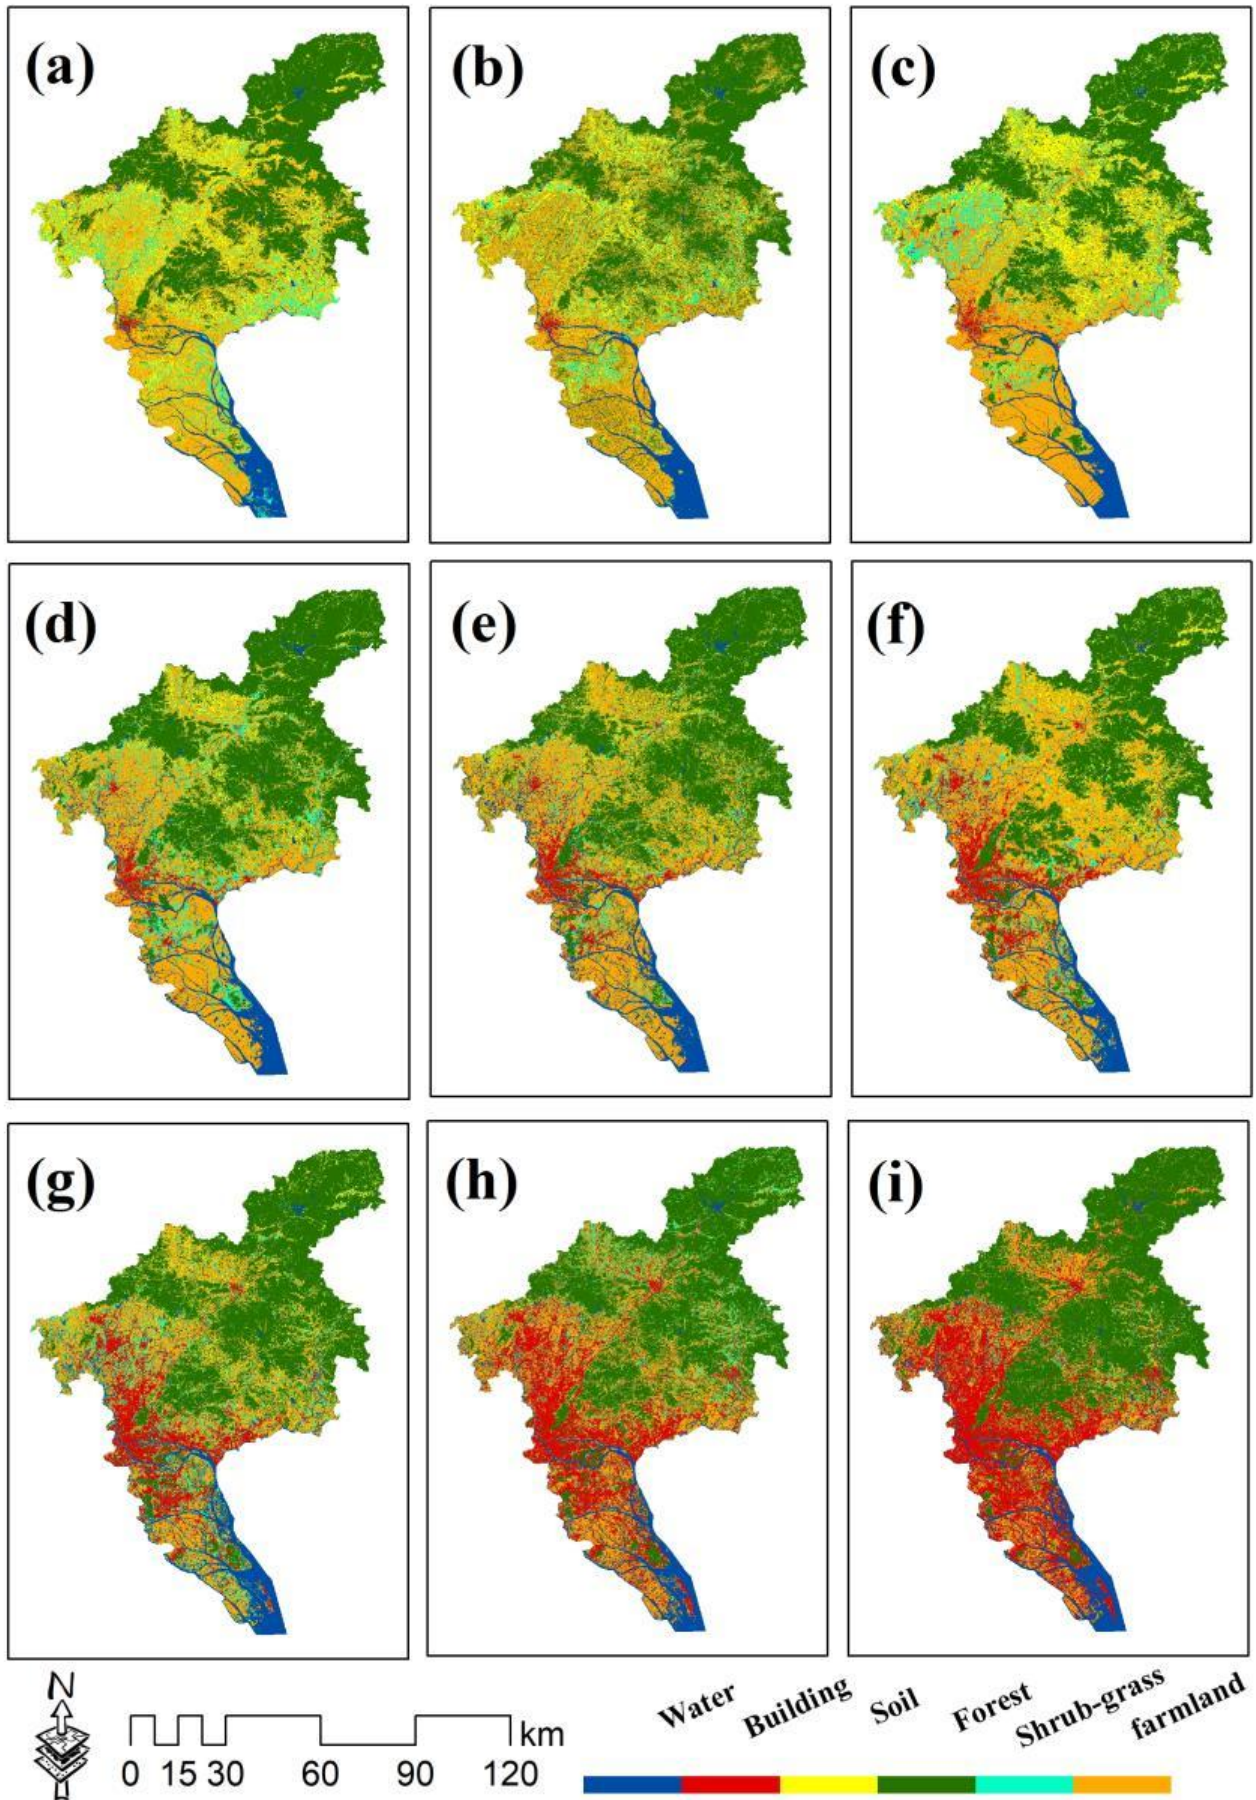 (a) (b) (c)
(d) (e) (f)
(g) (h) (i)
N
Water Building Soil Forest Shrub-grass farmland
km
0 15 30 60 90 120